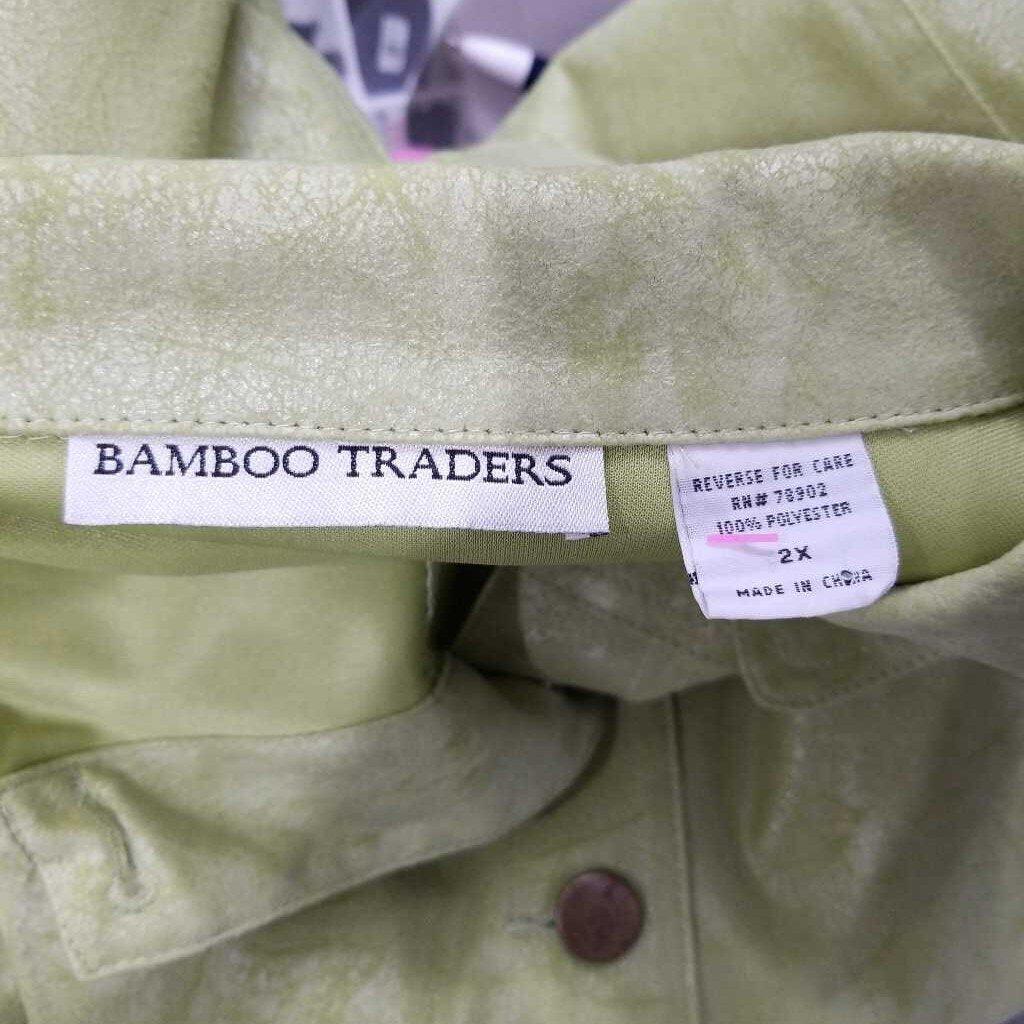 BAMBOO TRADERS
REVERSE FOR CARE
RN# 78902
100% POLYESTER
2X
MADE IN CHINA